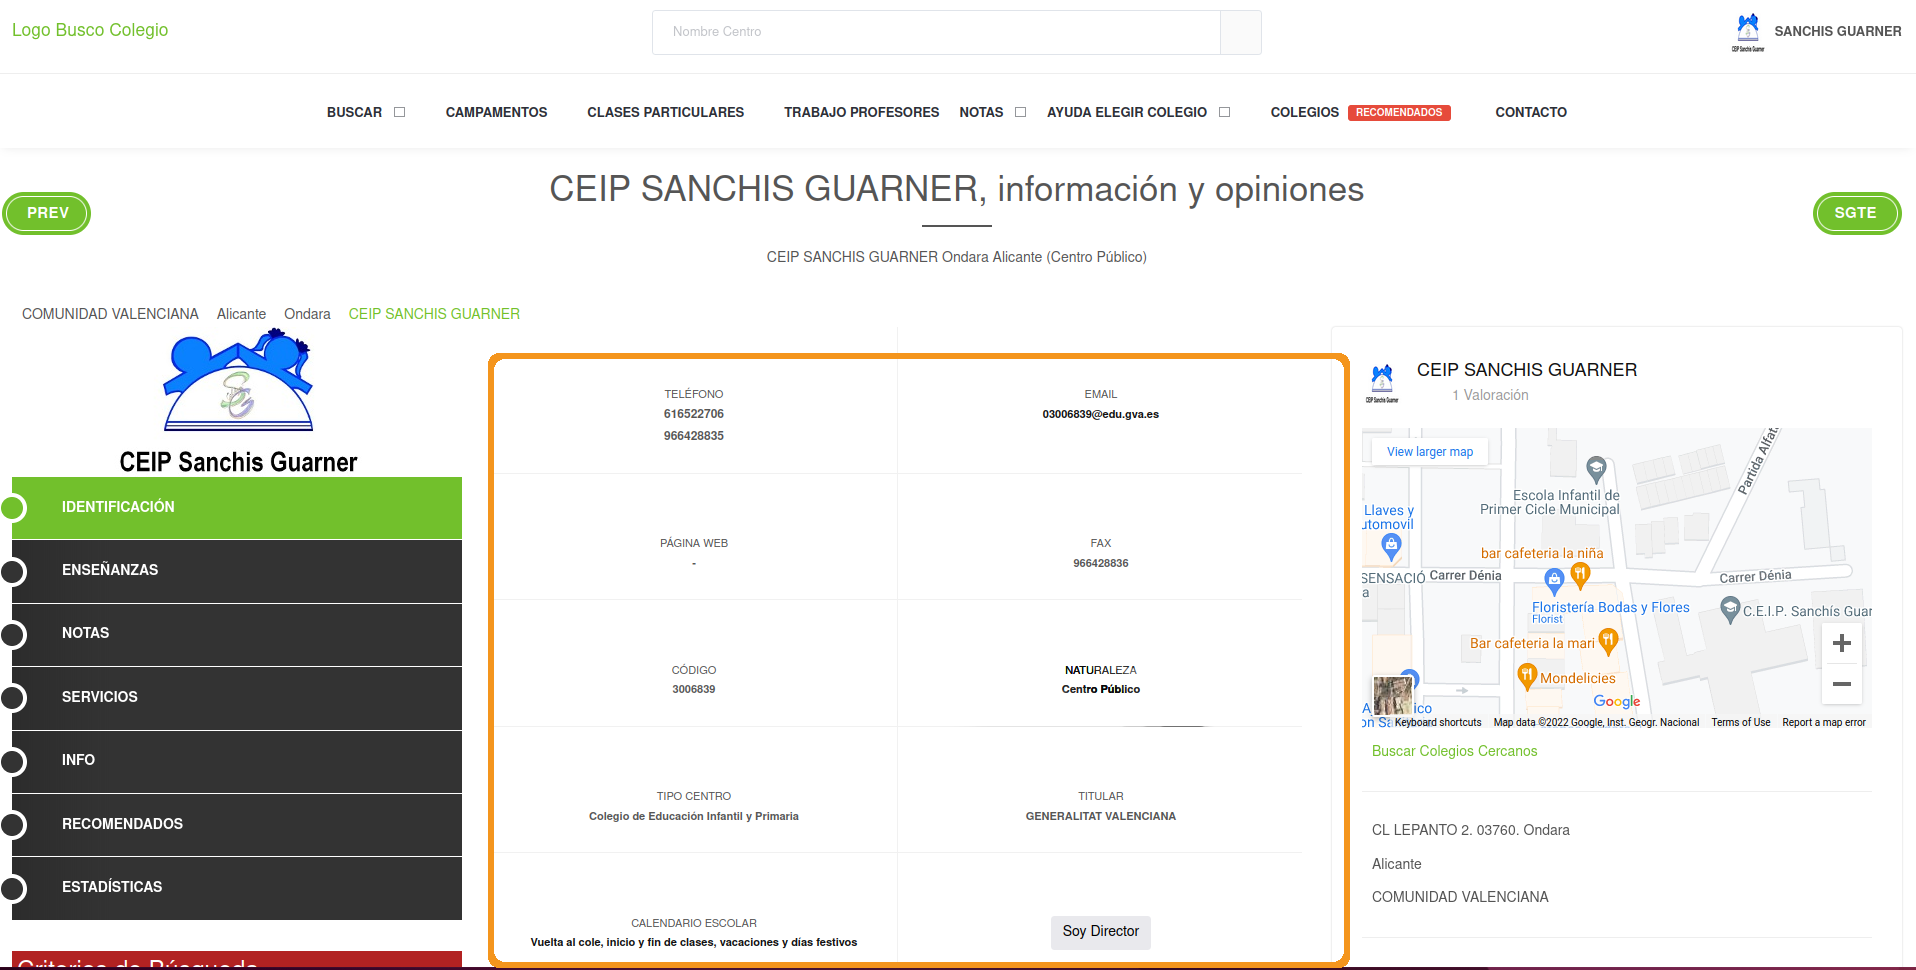 Logo Busco Colegio
Nombre Centro
CEIP Sanchis Guarner
SANCHIS GUARNER
BUSCAR
CAMPAMENTOS
CLASES PARTICULARES
TRABAJO PROFESORES
NOTAS
AYUDA ELEGIR COLEGIO
COLEGIOS RECOMENDADOS
CONTACTO
PREV
CEIP SANCHIS GUARNER, información y opiniones
SGTE
CEIP SANCHIS GUARNER Ondara Alicante (Centro Público)
COMUNIDAD VALENCIANA Alicante Ondara CEIP SANCHIS GUARNER
CEIP Sanchis Guarner
IDENTIFICACIÓN
ENSEÑANZAS
NOTAS
SERVICIOS
INFO
RECOMENDADOS
ESTADÍSTICAS
Criterios de Búsqueda
TELÉFONO
616522706
966428835
EMAIL
03006839@edu.gva.es
PÁGINA WEB
-
FAX
966428836
CÓDIGO
3006839
NATURALEZA
Centro Público
TIPO CENTRO
Colegio de Educación Infantil y Primaria
TITULAR
GENERALITAT VALENCIANA
CALENDARIO ESCOLAR
Vuelta al cole, inicio y fin de clases, vacaciones y días festivos
Soy Director
CEIP Sanchis Guarner
CEIP SANCHIS GUARNER
1 Valoración
View larger map
Partida Alfat
Escola Infantil de
Primer Cicle Municipal
Llaves y
utomovil
bar cafeteria la niña
SENSACIÓ
a
Carrer Dénia
Carrer Dénia
Floristería Bodas y Flores
Florist
C.E.I.P. Sanchís Guar
Bar cafeteria la mari
Mondelicies
Google
Keyboard shortcuts
Map data ©2022 Google, Inst. Geogr. Nacional
Terms of Use
Report a map error
Buscar Colegios Cercanos
CL LEPANTO 2. 03760. Ondara
Alicante
COMUNIDAD VALENCIANA